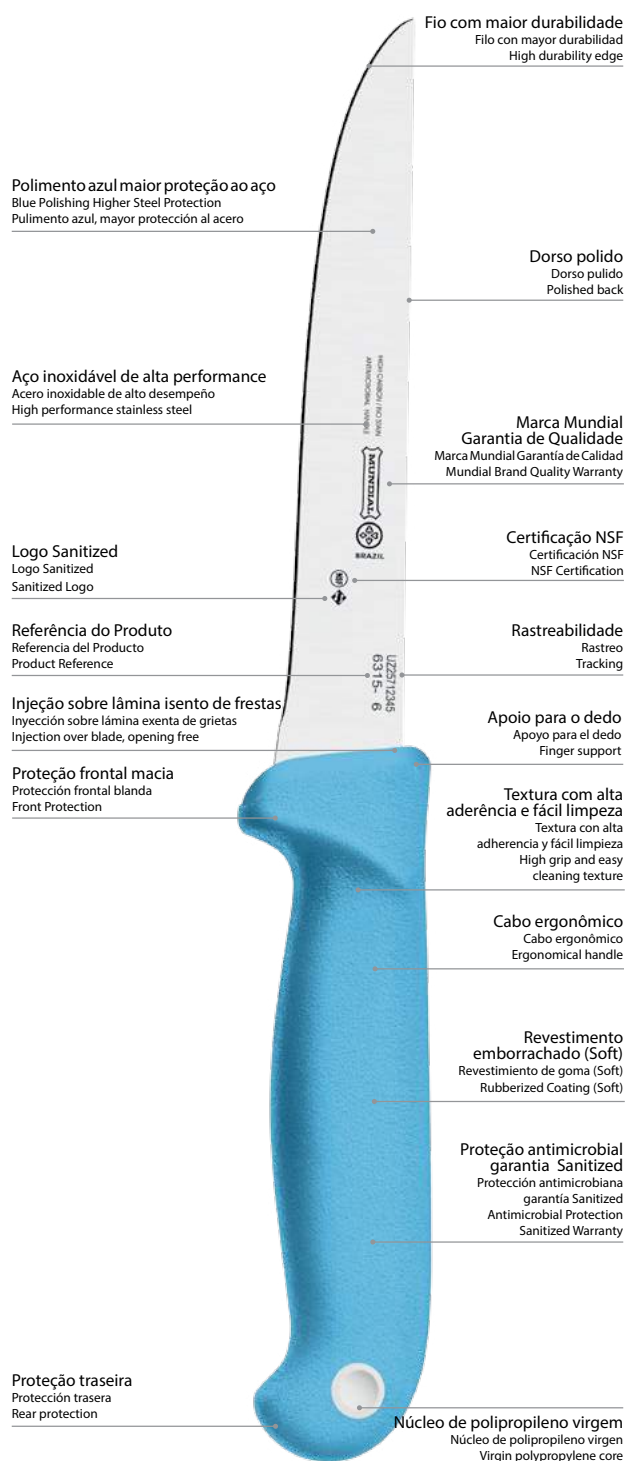 Fio com maior durabilidade
Filo con mayor durabilidad
High durability edge
Polimento azul maior proteção ao aço
Blue Polishing Higher Steel Protection
Pulimento azul, mayor protección al acero
Dorso polido
Dorso pulido
Polished back
Aço inoxidável de alta performance
Acero inoxidable de alto desempeño
High performance stainless steel
HIGH CARBON / NO STAIN
ANTIMICROBIAL HANDLE
MUNDIAL
BRAZIL
NSF
Marca Mundial
Garantia de Qualidade
Marca Mundial Garantía de Calidad
Mundial Brand Quality Warranty
Logo Sanitized
Logo Sanitized
Sanitized Logo
Certificação NSF
Certificación NSF
NSF Certification
Referência do Produto
Referencia del Producto
Product Reference
UZ25712345
6315- 6
Rastreabilidade
Rastreo
Tracking
Injeção sobre lâmina isento de frestas
Inyección sobre lámina exenta de grietas
Injection over blade, opening free
Apoio para o dedo
Apoyo para el dedo
Finger support
Proteção frontal macia
Protección frontal blanda
Front Protection
Textura com alta
aderência e fácil limpeza
Textura con alta
adherencia y fácil limpieza
High grip and easy
cleaning texture
Cabo ergonômico
Cabo ergonômico
Ergonomical handle
Revestimento
emborrachado (Soft)
Revestimiento de goma (Soft)
Rubberized Coating (Soft)
Proteção antimicrobial
garantia Sanitized
Protección antimicrobiana
garantía Sanitized
Antimicrobial Protection
Sanitized Warranty
Proteção traseira
Protección trasera
Rear protection
Núcleo de polipropileno virgem
Núcleo de polipropileno virgen
Virgin polypropylene core